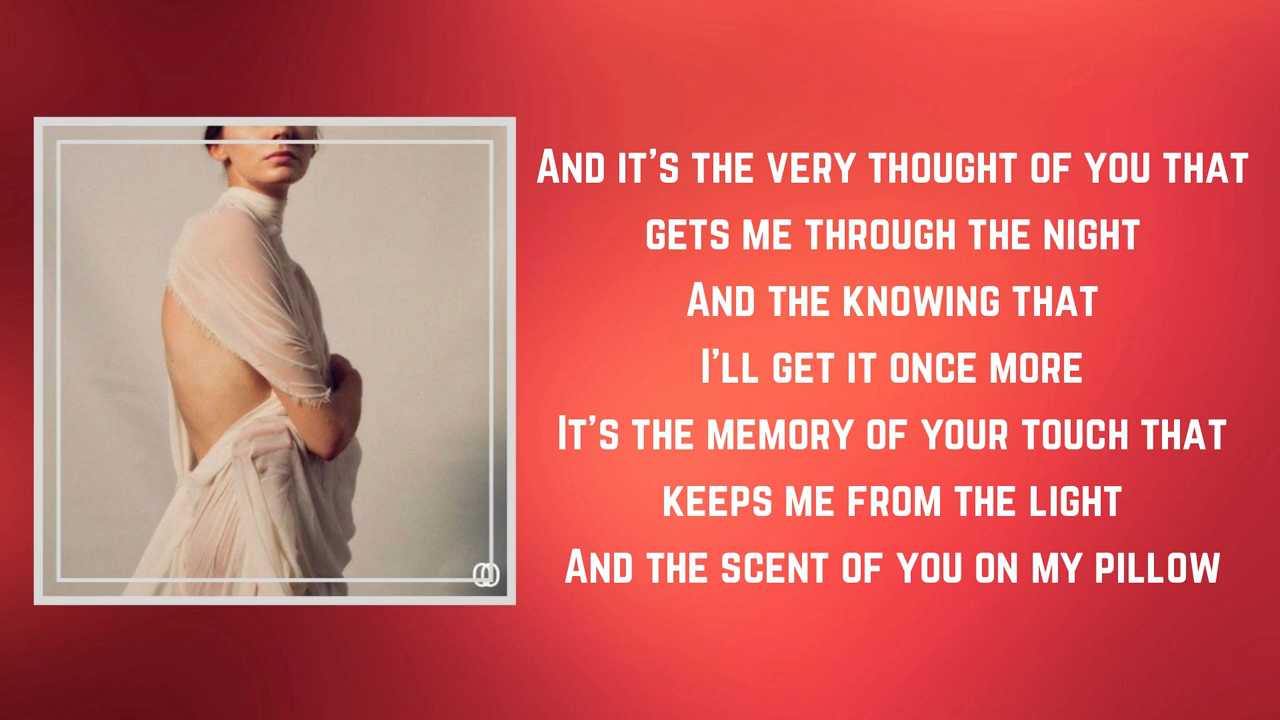 And it's the very thought of you that
gets me through the night
And the knowing that
I'll get it once more
It's the memory of your touch that
keeps me from the light
And the scent of you on my pillow